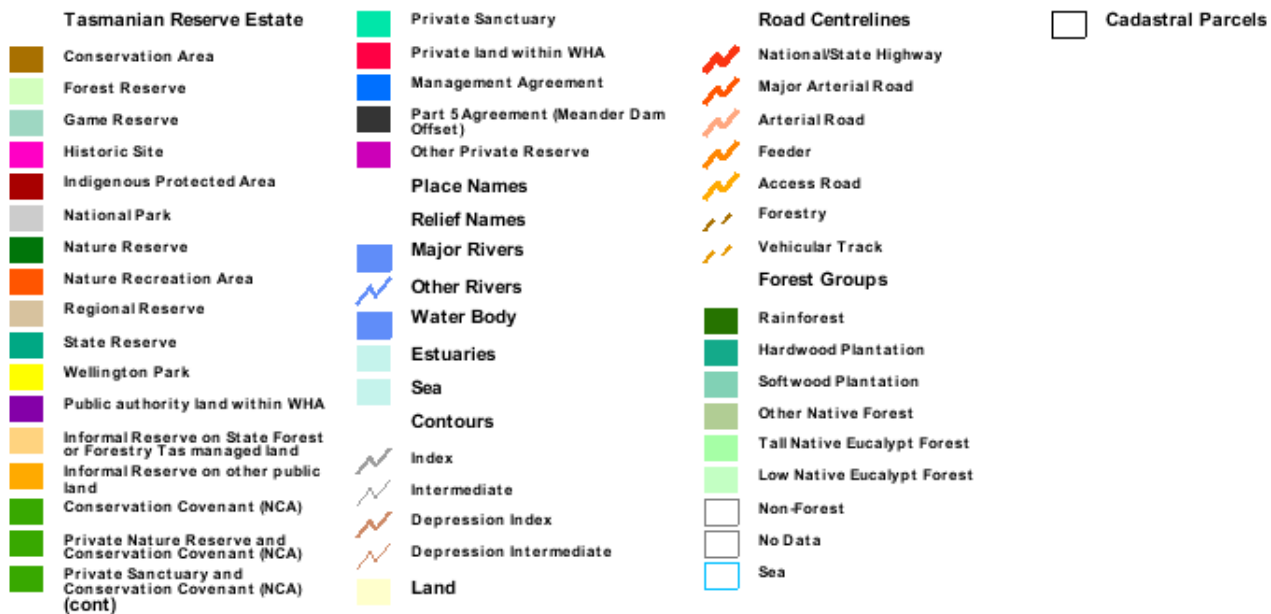 Tasmanian Reserve Estate
Conservation Area
Forest Reserve
Game Reserve
Historic Site
Indigenous Protected Area
National Park
Nature Reserve
Nature Recreation Area
Regional Reserve
State Reserve
Wellington Park
Public authority land within WHA
Informal Reserve on State Forest
or Forestry Tas managed land
Informal Reserve on other public
land
Conservation Covenant (NCA)
Private Nature Reserve and
Conservation Covenant (NCA)
Private Sanctuary and
Conservation Covenant (NCA)
(cont)
Private Sanctuary
Private land within WHA
Management Agreement
Part 5 Agreement (Meander Dam
Offset)
Other Private Reserve
Place Names
Relief Names
Major Rivers
Other Rivers
Water Body
Estuaries
Sea
Contours
Index
Intermediate
Depression Index
Depression Intermediate
Land
Road Centrelines
National/State Highway
Major Arterial Road
Arterial Road
Feeder
Access Road
Forestry
Vehicular Track
Forest Groups
Rainforest
Hardwood Plantation
Softwood Plantation
Other Native Forest
Tall Native Eucalypt Forest
Low Native Eucalypt Forest
Non-Forest
No Data
Sea
Cadastral Parcels